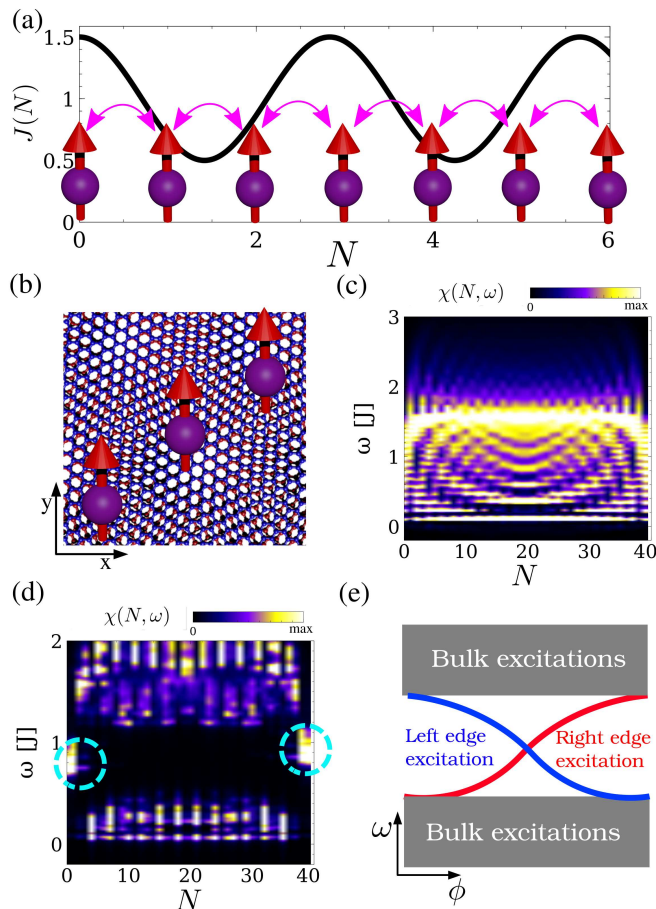 (a)
J(N)
1.5
1
0.5
0
0 2 4 6
N
(b)
y
x
(c)
χ(N, ω)
0 max
ω [J]
3
2
1
0
0 10 20 30 40
N
(d)
χ(N, ω)
0 max
ω [J]
2
1
0
0 10 20 30 40
N
(e)
Bulk excitations
Left edge
excitation
Right edge
excitation
Bulk excitations
ω
ϕ